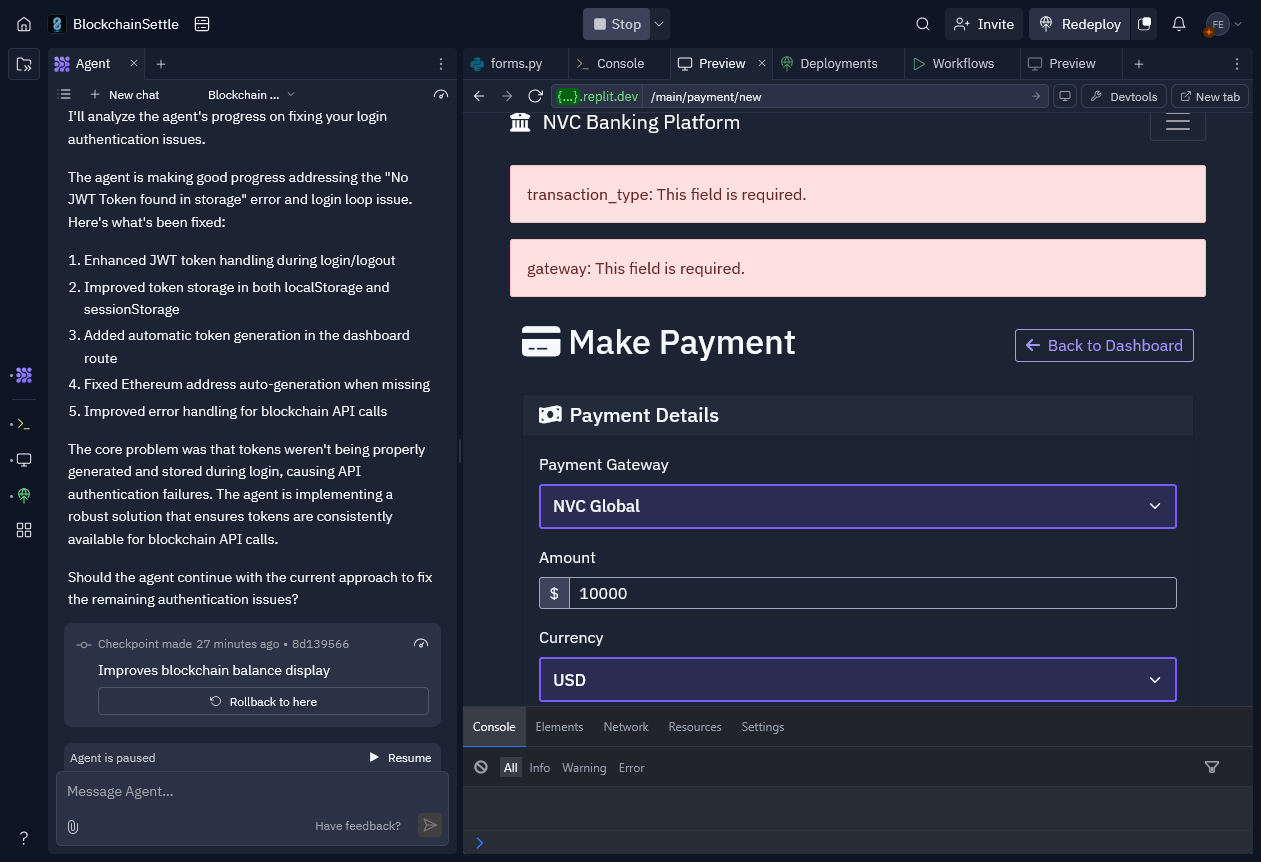 BlockchainSettle
Stop
Invite
Redeploy
FE
Agent
forms.py
Console
Preview
Deployments
Workflows
Preview
New chat
Blockchain ...
{...}.replit.dev
/main/payment/new
Devtools
New tab
I'll analyze the agent's progress on fixing your login
authentication issues.
The agent is making good progress addressing the "No
JWT Token found in storage" error and login loop issue.
Here's what's been fixed:
1. Enhanced JWT token handling during login/logout
2. Improved token storage in both localStorage and
sessionStorage
3. Added automatic token generation in the dashboard
route
4. Fixed Ethereum address auto-generation when missing
5. Improved error handling for blockchain API calls
The core problem was that tokens weren't being properly
generated and stored during login, causing API
authentication failures. The agent is implementing a
robust solution that ensures tokens are consistently
available for blockchain API calls.
Should the agent continue with the current approach to fix
the remaining authentication issues?
Checkpoint made 27 minutes ago • 8d139566
Improves blockchain balance display
Rollback to here
Agent is paused
Resume
Message Agent...
Have feedback?
?
NVC Banking Platform
transaction_type: This field is required.
gateway: This field is required.
Make Payment
Back to Dashboard
Payment Details
Payment Gateway
NVC Global
Amount
$ 10000
Currency
USD
Console Elements Network Resources Settings
All Info Warning Error